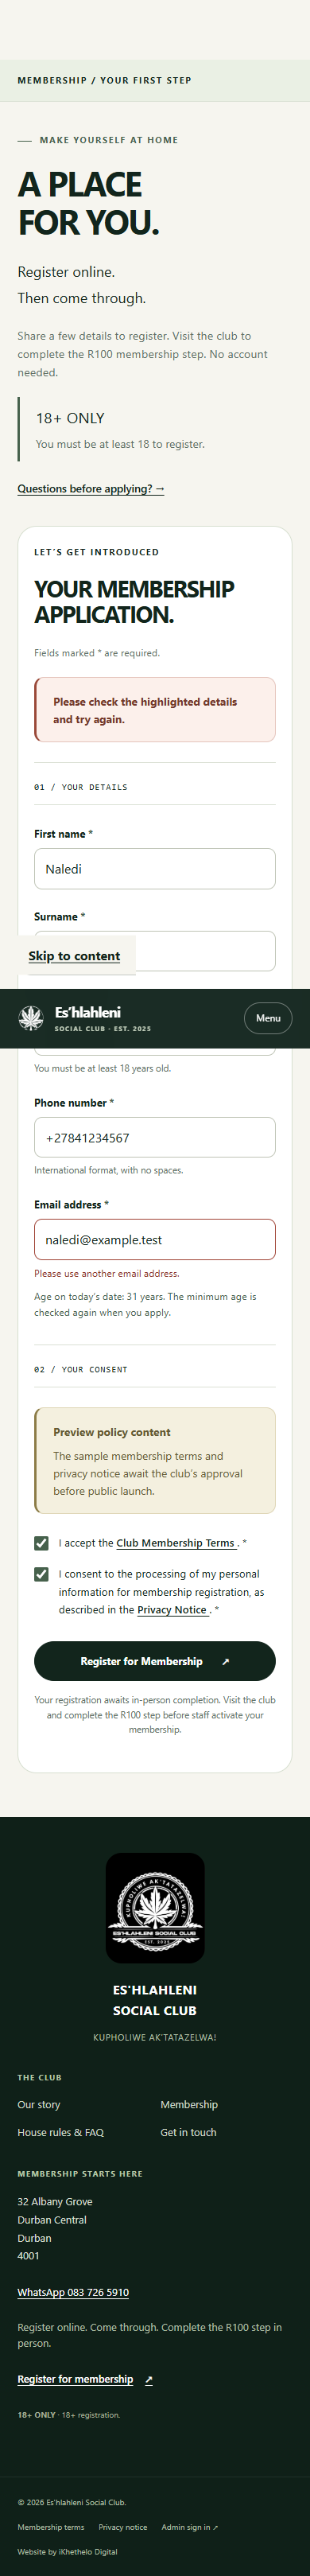 MEMBERSHIP / YOUR FIRST STEP
MAKE YOURSELF AT HOME
A PLACE
FOR YOU.
Register online.
Then come through.
Share a few details to register. Visit the club to
complete the R100 membership step. No account
needed.
18+ ONLY
You must be at least 18 to register.
Questions before applying? →
LET'S GET INTRODUCED
YOUR MEMBERSHIP
APPLICATION.
Fields marked * are required.
Please check the highlighted details
and try again.
01 / YOUR DETAILS
First name *
Naledi
Surname *
Skip to content
Es'hlahleni
SOCIAL CLUB · EST. 2025
Menu
You must be at least 18 years old.
Phone number *
+27841234567
International format, with no spaces.
Email address *
naledi@example.test
Please use another email address.
Age on today's date: 31 years. The minimum age is
checked again when you apply.
02 / YOUR CONSENT
Preview policy content
The sample membership terms and
privacy notice await the club's approval
before public launch.
I accept the Club Membership Terms . *
I consent to the processing of my personal
information for membership registration, as
described in the Privacy Notice . *
Register for Membership ↗
Your registration awaits in-person completion. Visit the club
and complete the R100 step before staff activate your
membership.
KUPHOLIWE AK'TATAZELWA!
ES'HLAHLENI SOCIAL CLUB
EST. 2025
ES'HLAHLENI
SOCIAL CLUB
KUPHOLIWE AK'TATAZELWA!
THE CLUB
Our story
Membership
House rules & FAQ
Get in touch
MEMBERSHIP STARTS HERE
32 Albany Grove
Durban Central
Durban
4001
WhatsApp 083 726 5910
Register online. Come through. Complete the R100 step in
person.
Register for membership ↗
18+ ONLY · 18+ registration.
© 2026 Es'hlahleni Social Club.
Membership terms
Privacy notice
Admin sign in ↗
Website by iKhethelo Digital